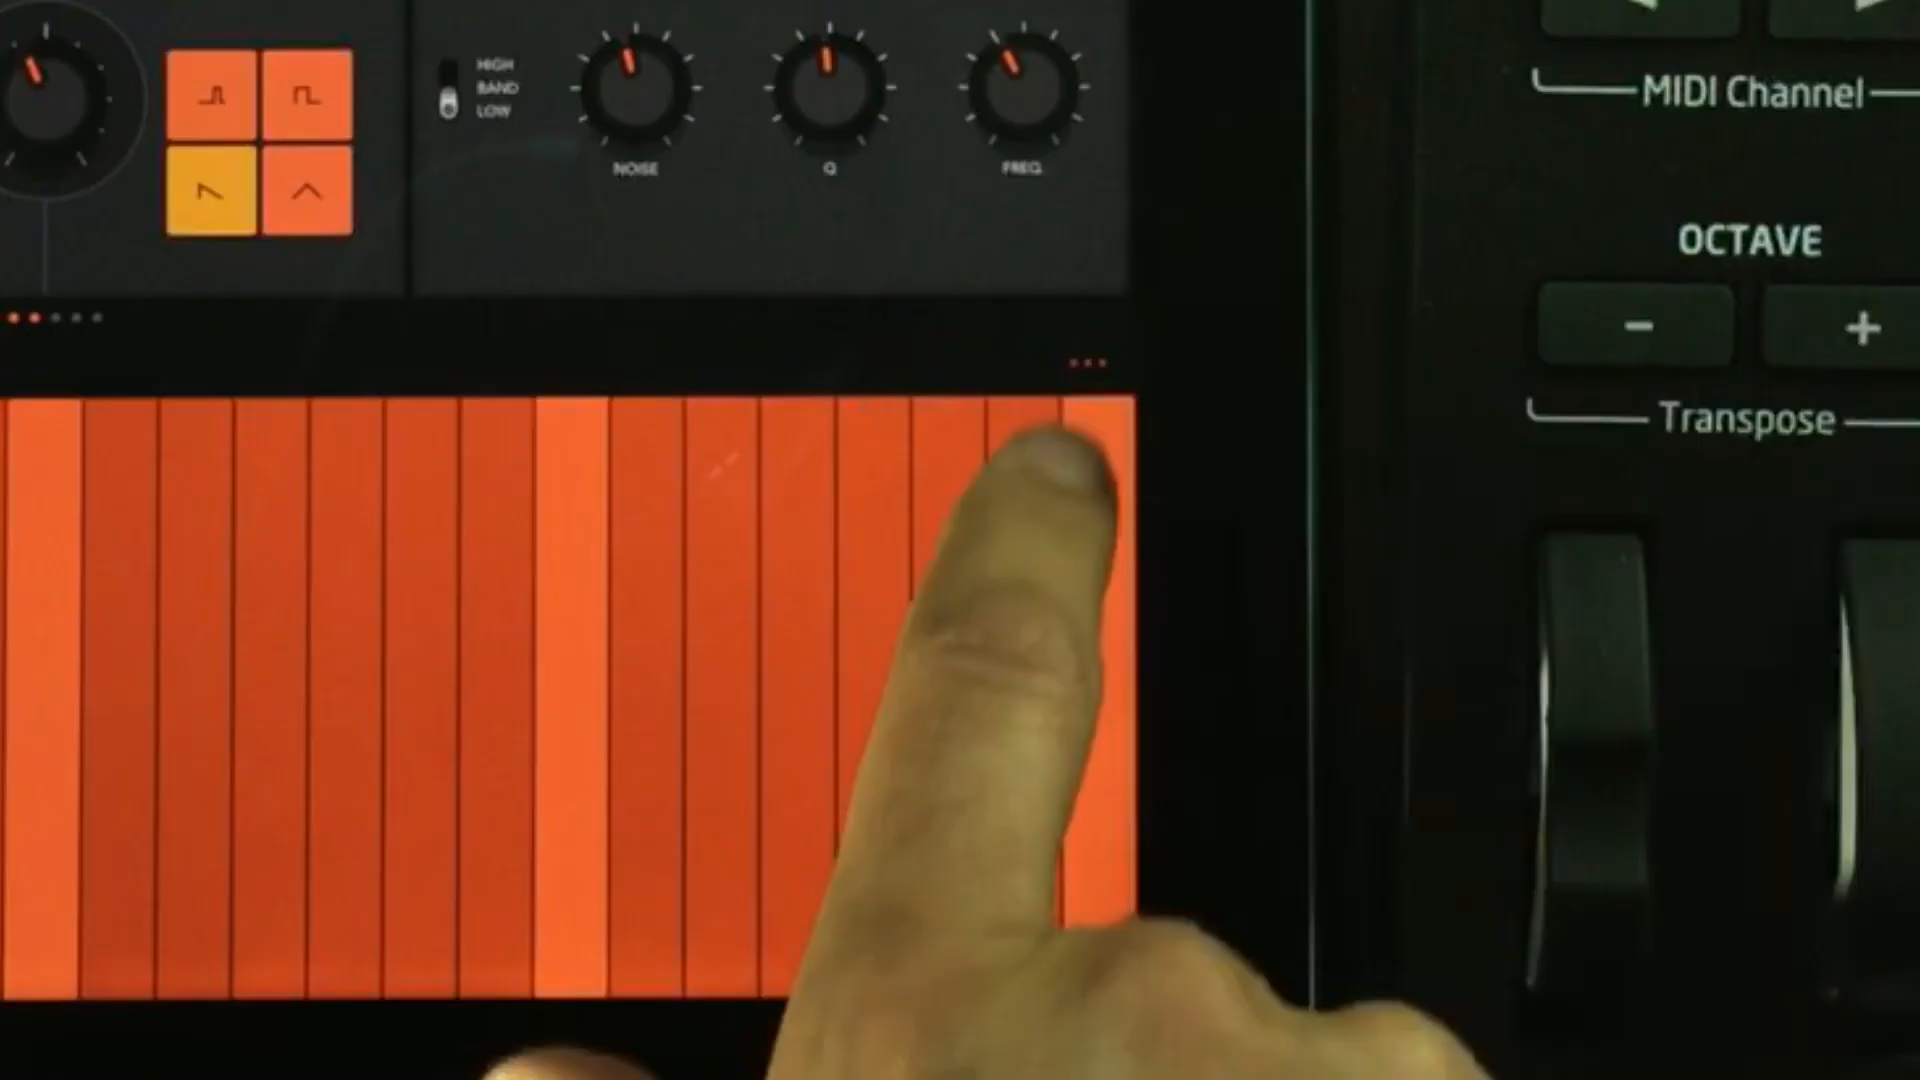 HIGH
BAND
LOW
NOISE
Q
FREQ.
MIDI Channel
OCTAVE
- +
Transpose